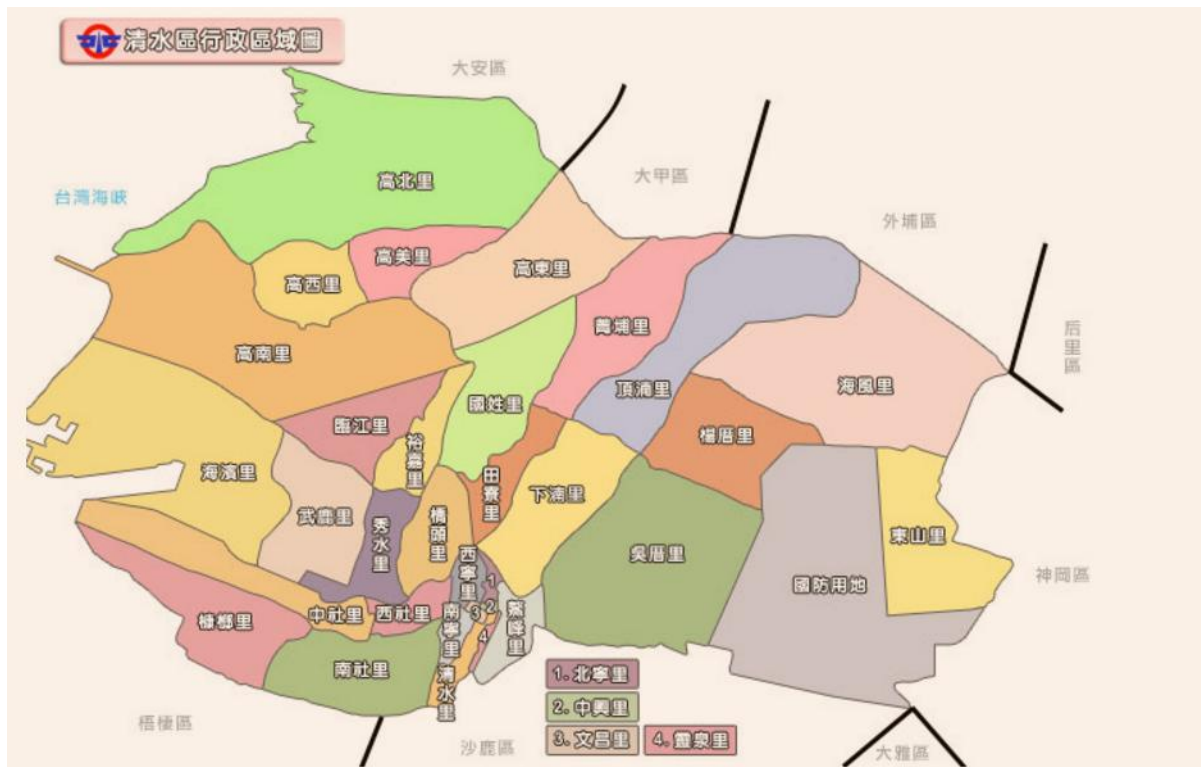 清水區行政區域圖
大安區
台灣海峽
高北里
大甲區
外埔區
高美里
高東里
高西里
菁埔里
后里區
高南里
頂湳里
海風里
國姓里
臨江里
楊厝里
裕嘉里
海濱里
田寮里
下湳里
武鹿里
秀水里
橋頭里
東山里
西寧里
吳厝里
國防用地
神岡區
1
2
3
4
鰲峰里
槺榔里
中社里
西社里
南寧里
南社里
清水里
1.北寧里
2.中興里
3.文昌里
4.靈泉里
梧棲區
沙鹿區
大雅區